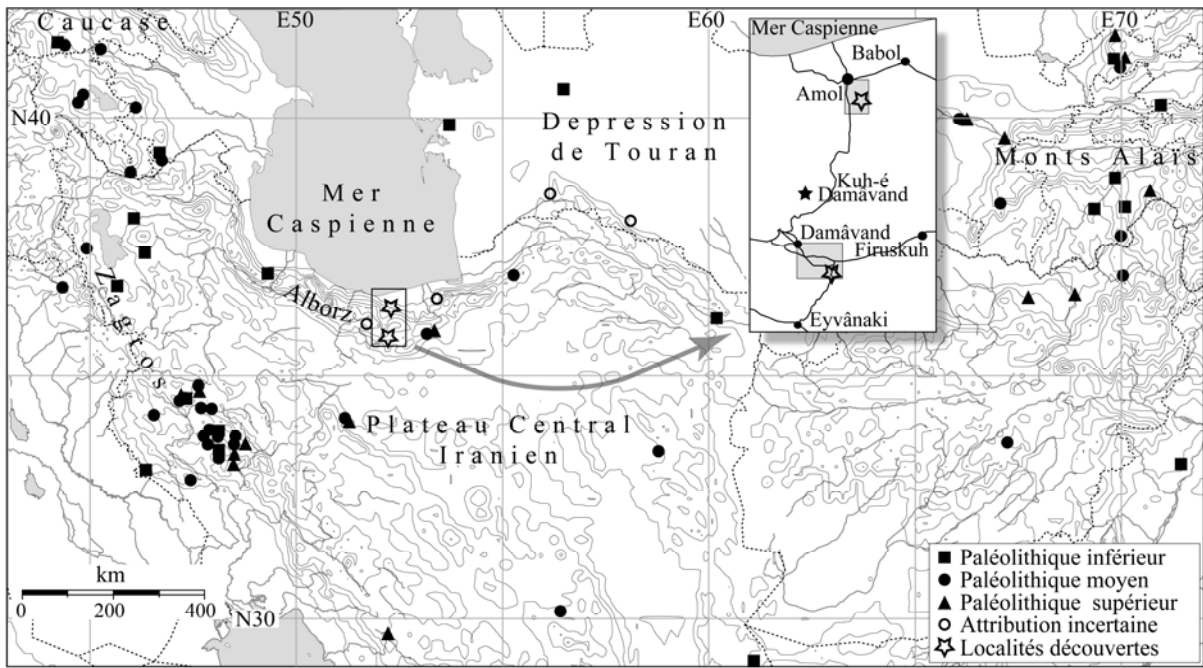 Caucase
E50
E60
E70
N40
N30
Mer
Caspienne
Depression
de Touran
Monts Alaïs
Alborz
Zagros
Plateau Central
Iranien
Mer Caspienne
Babol
Amol
Kuh-é
Damâvand
Damâvand
Firuskuh
Eyvânaki
km
0 200 400
Paléolithique inférieur
Paléolithique moyen
Paléolithique supérieur
Attribution incertaine
Localités découvertes